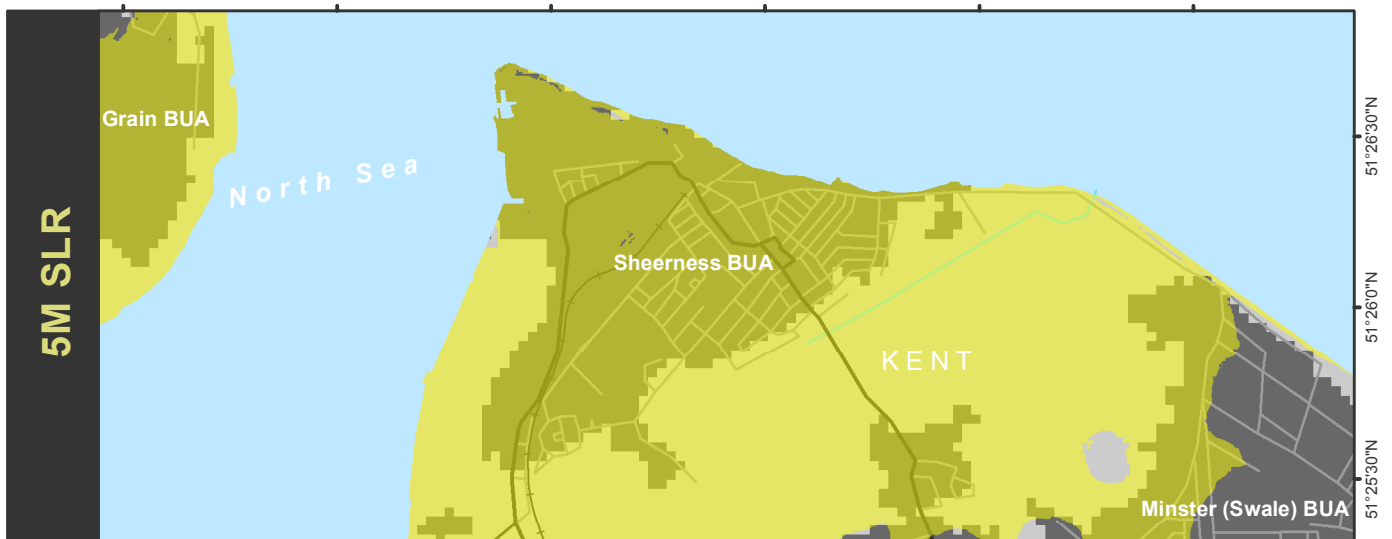 5M SLR
Grain BUA
North Sea
51°26'30"N
Sheerness BUA
51°26'0"N
KENT
Minster (Swale) BUA
51°25'30"N